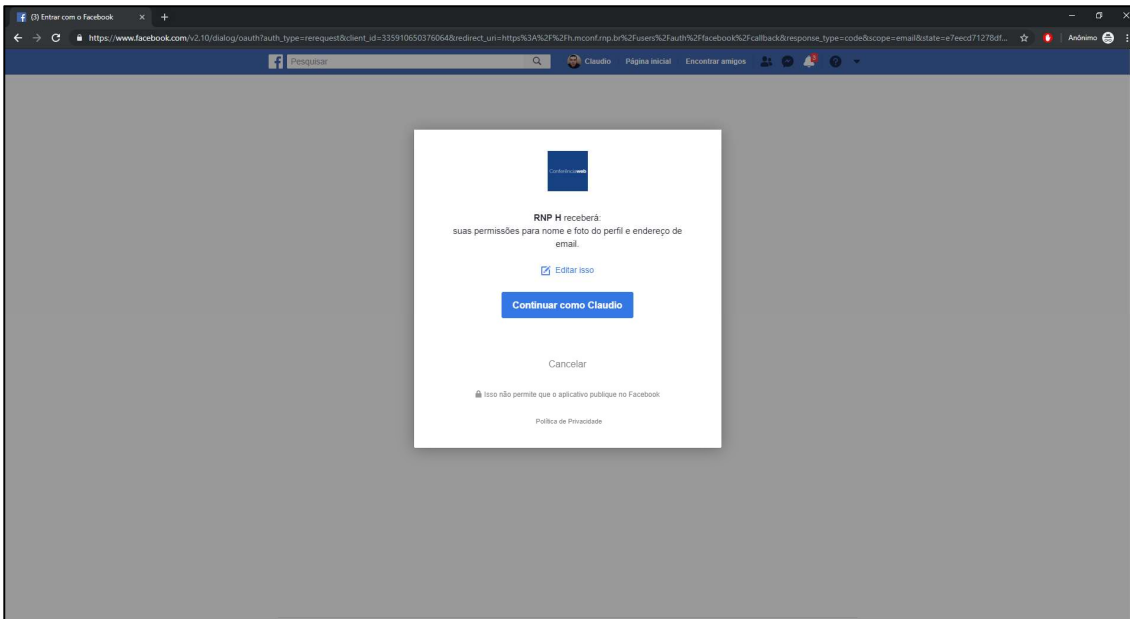 (3) Entrar com o Facebook
https://www.facebook.com/v2.10/dialog/oauth?auth_type=rerequest&client_id=335910650376064&redirect_uri=https%3A%2F%2Fh.mconf.rnp.br%2Fusers%2Fauth%2Ffacebook%2Fcallback&response_type=code&scope=email&state=e7eecd71278df... Anônimo
Pesquisar Claudio Página inicial Encontrar amigos 3
Conferênciaweb
RNP H receberá:
suas permissões para nome e foto do perfil e endereço de
email.
Editar isso
Continuar como Claudio
Cancelar
Isso não permite que o aplicativo publique no Facebook
Política de Privacidade